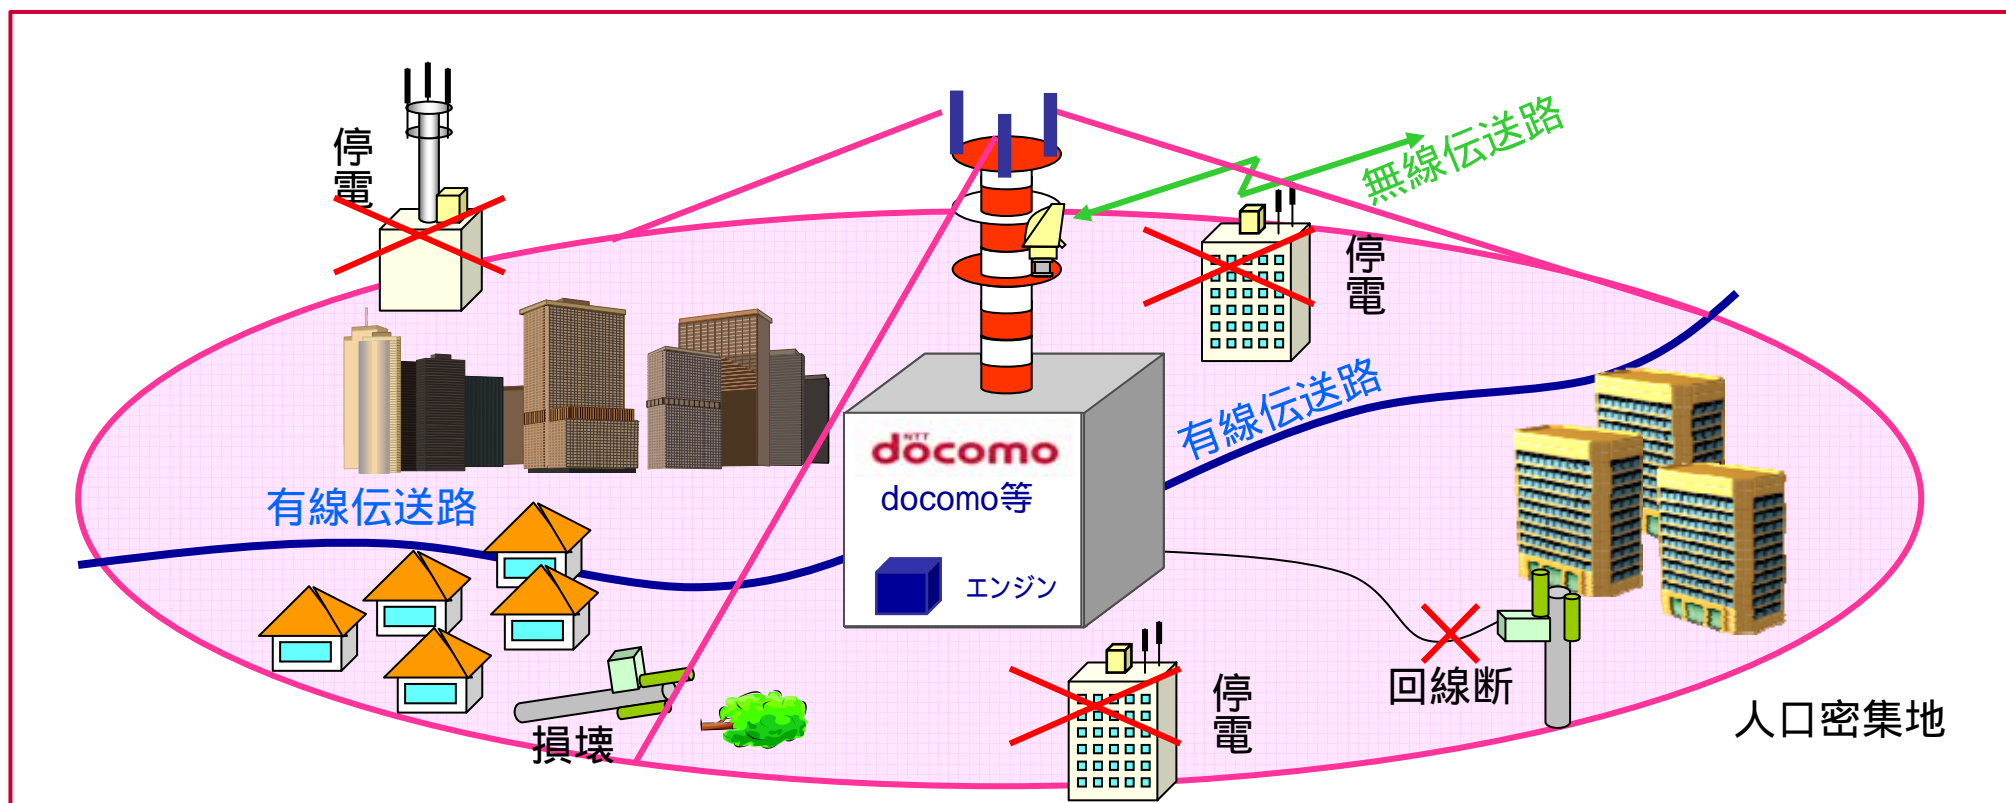 停電
無線伝送路
停電
有線伝送路
NTT
döcomo
docomo等
有線伝送路
エンジン
停電
回線断
損壊
人口密集地